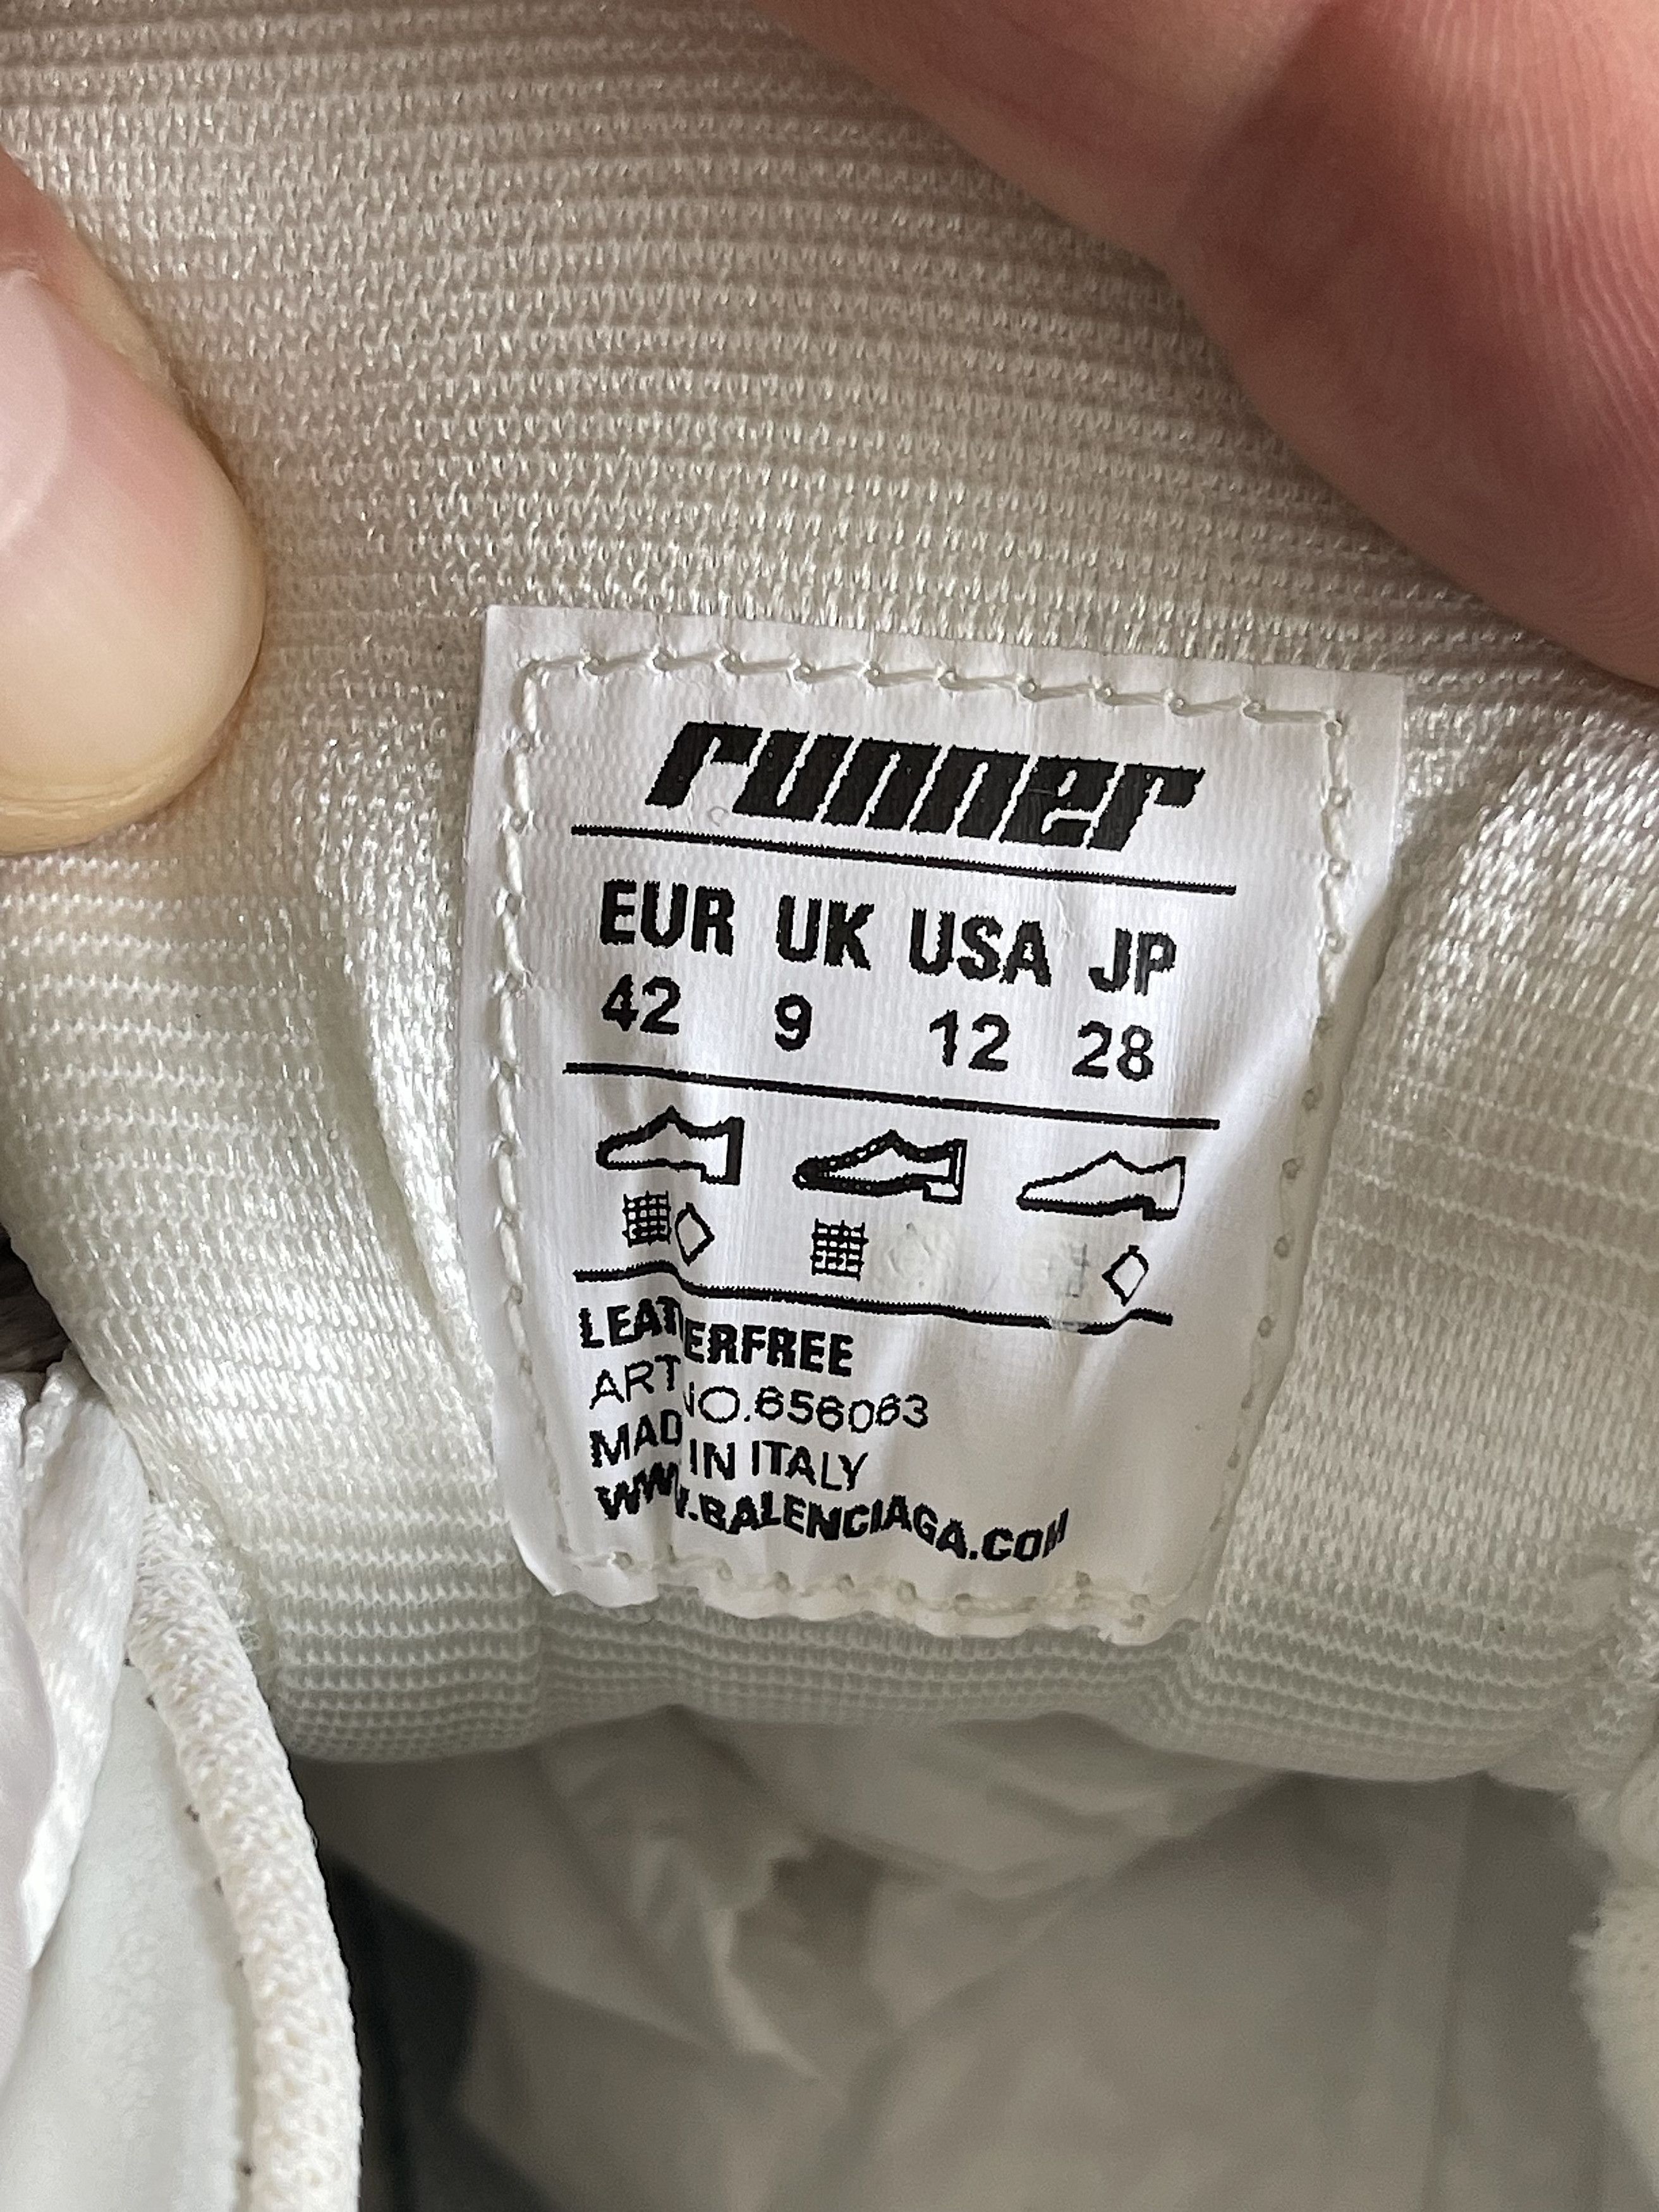 runner
EUR UK USA JP
42 9 12 28
LEATHERFREE
ART NO.656063
MADE IN ITALY
WWW.BALENCIAGA.COM